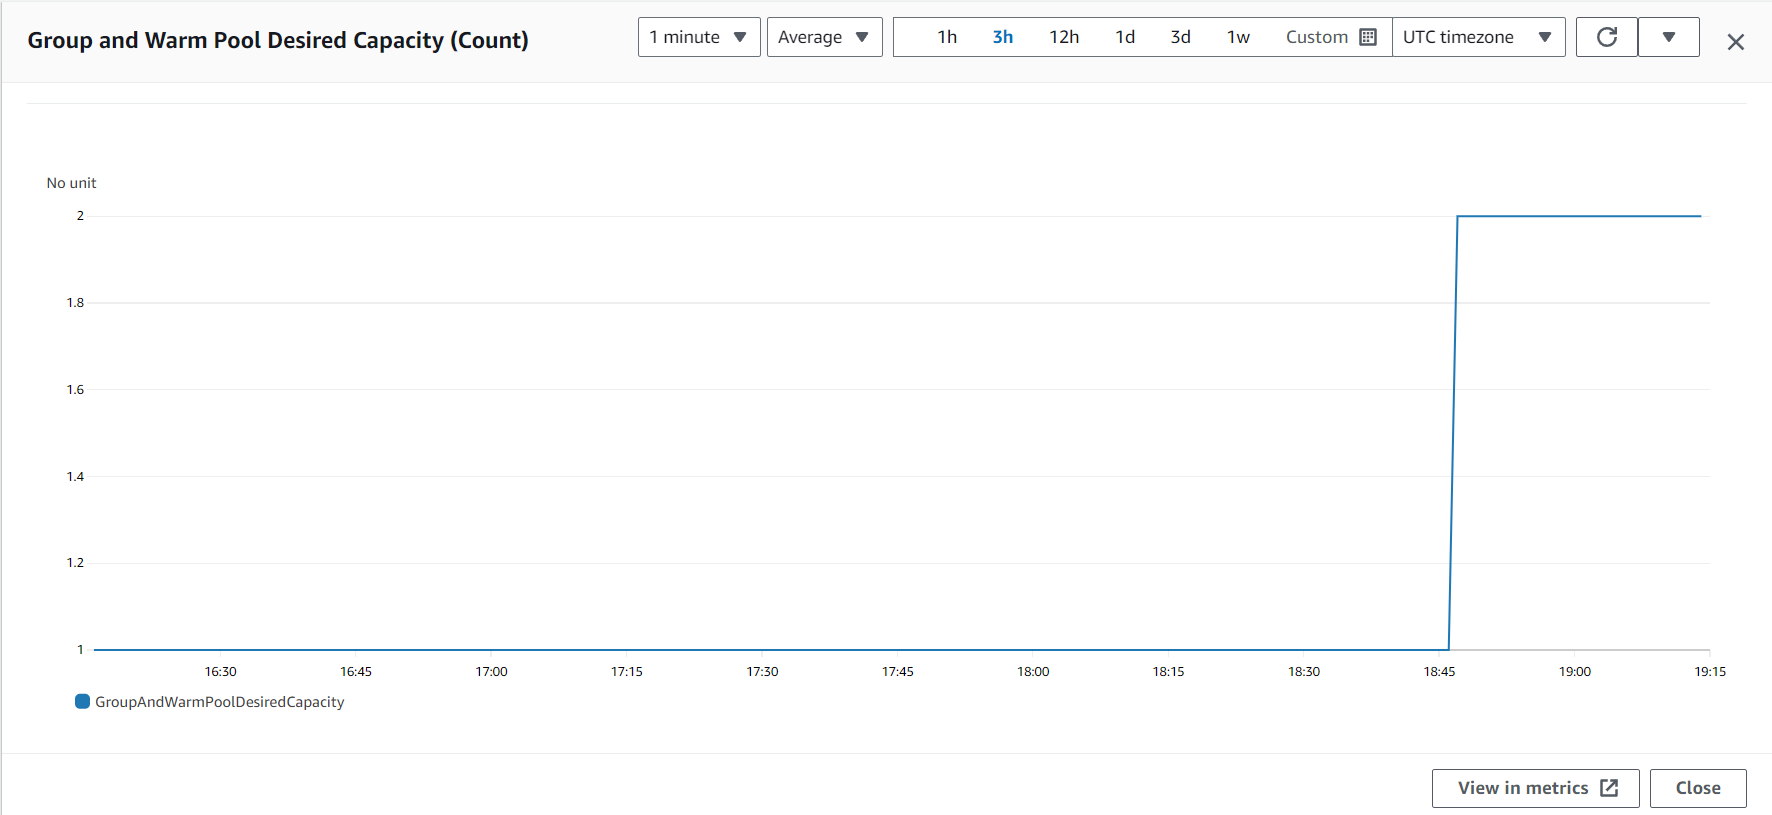 Group and Warm Pool Desired Capacity (Count)
1 minute
Average
1h 3h 12h 1d 3d 1w Custom
UTC timezone
No unit
2
1.8
1.6
1.4
1.2
1
16:30 16:45 17:00 17:15 17:30 17:45 18:00 18:15 18:30 18:45 19:00 19:15
GroupAndWarmPoolDesiredCapacity
View in metrics
Close